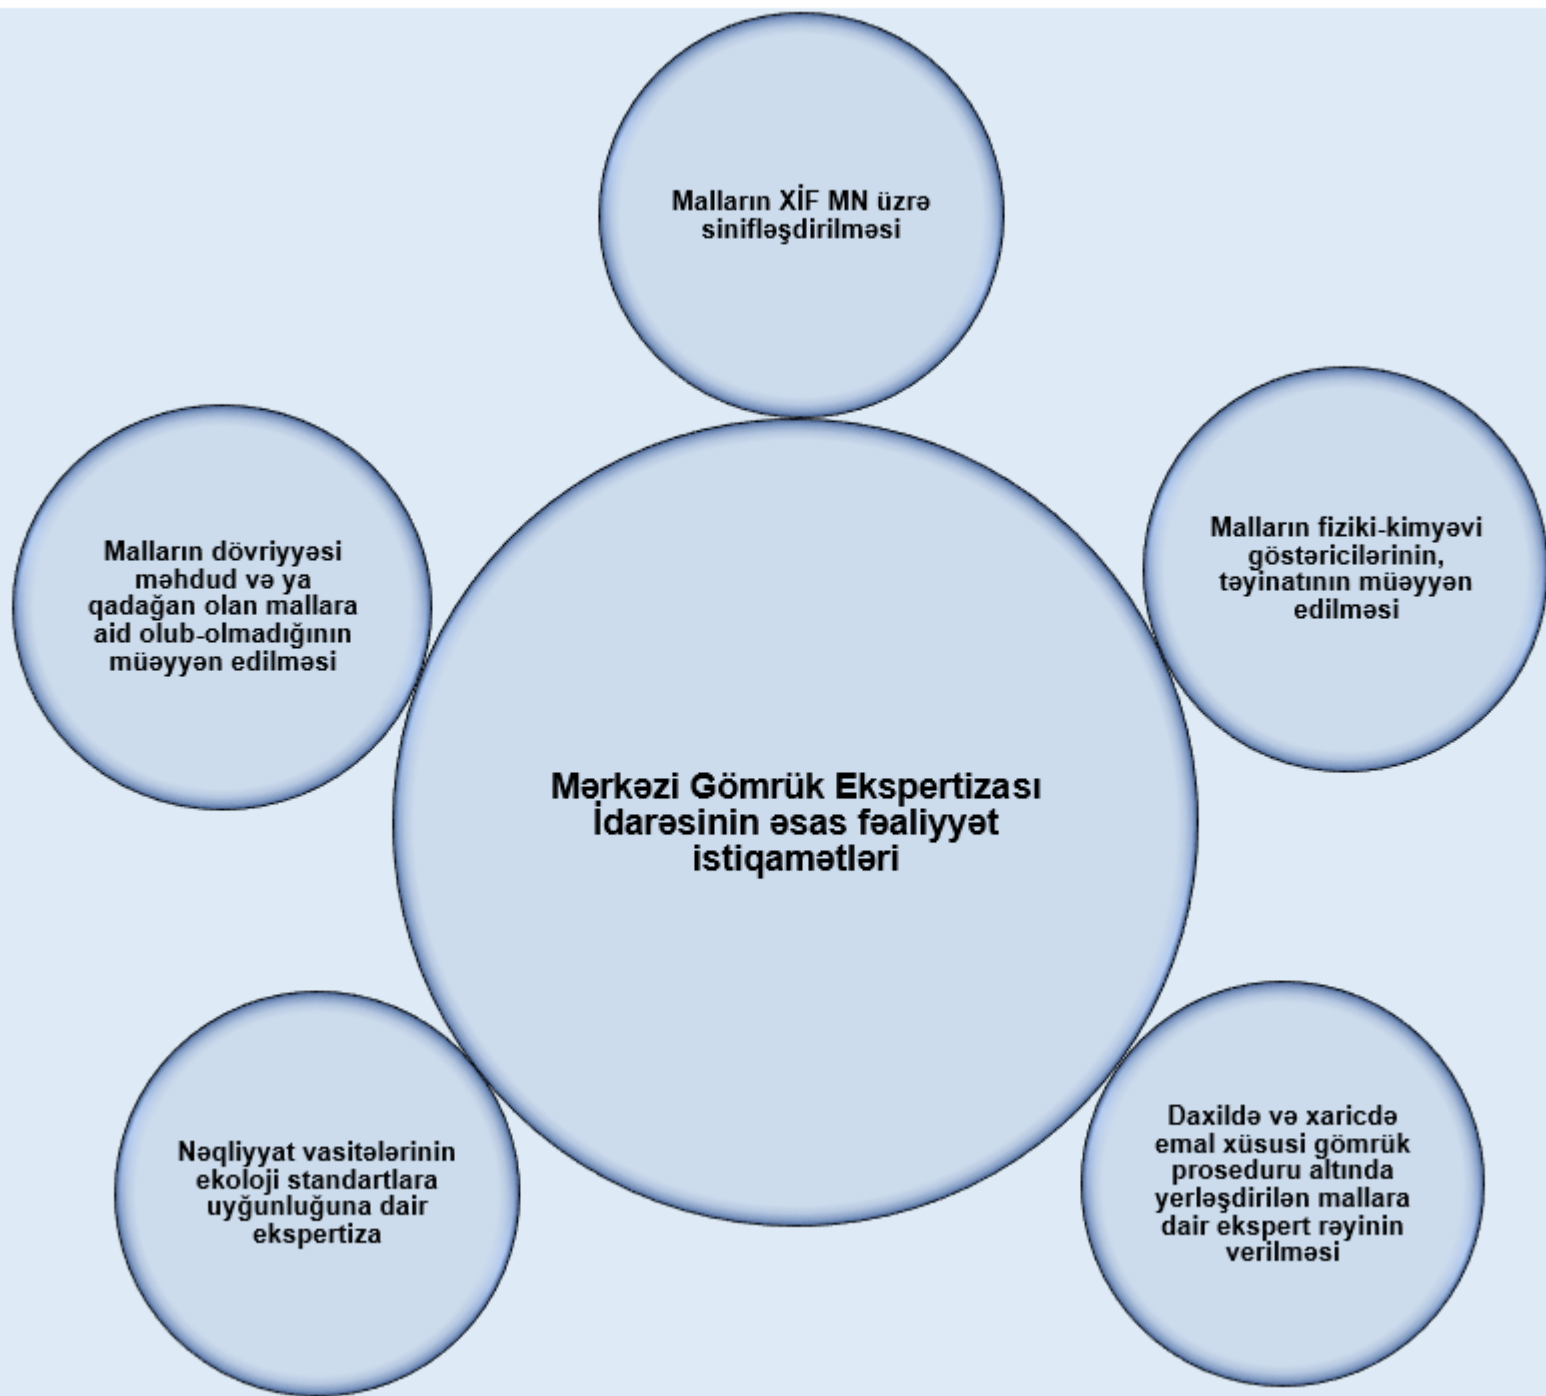 Malların XİF MN üzrə
sinifləşdirilməsi
Malların fiziki-kimyəvi
göstəricilərinin,
təyinatının müəyyən
edilməsi
Malların dövriyyəsi
məhdud və ya
qadağan olan mallara
aid olub-olmadığının
müəyyən edilməsi
Mərkəzi Gömrük Ekspertizası
İdarəsinin əsas fəaliyyət
istiqamətləri
Daxildə və xaricdə
emal xüsusi gömrük
proseduru altında
yerləşdirilən mallara
dair ekspert rəyinin
verilməsi
Nəqliyyat vasitələrinin
ekoloji standartlara
uyğunluğuna dair
ekspertiza